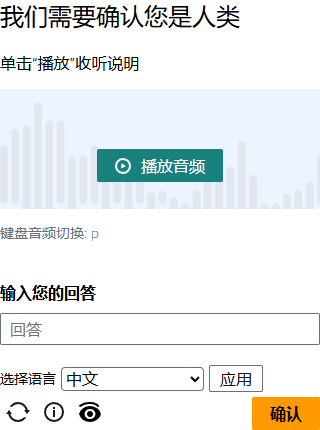 我们需要确认您是人类
单击“播放”收听说明
播放音频
键盘音频切换: p
输入您的回答
回答
选择语言 中文 应用
确认